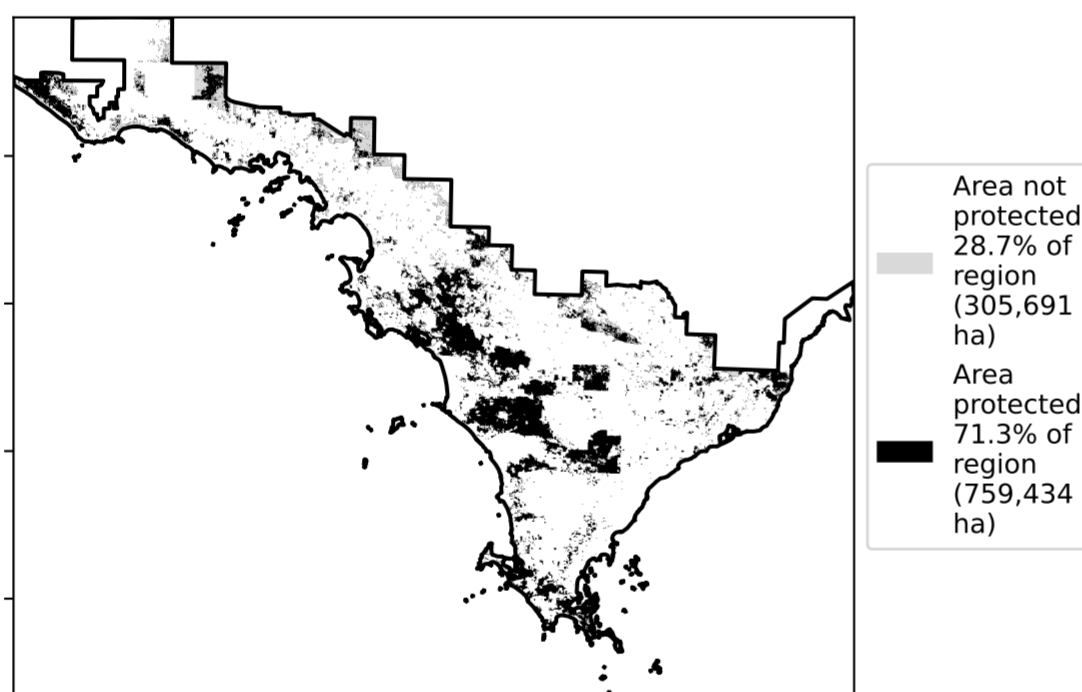 Area not
protected
28.7% of
region
(305,691
ha)
Area
protected
71.3% of
region
(759,434
ha)